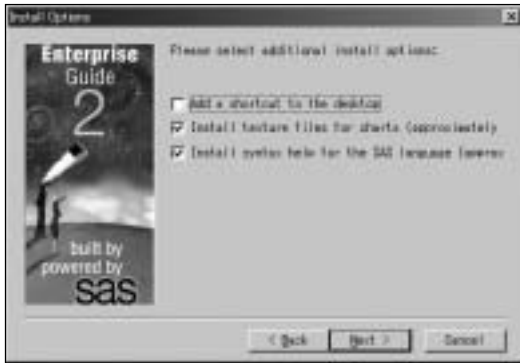 Install Options
Enterprise
Guide
2
built by
powered by
sas
Please select additional install options:
Add a shortcut to the desktop
Install texture files for charts (approximately
Install syntax help for the SAS language (approx
< Back
Next >
Cancel